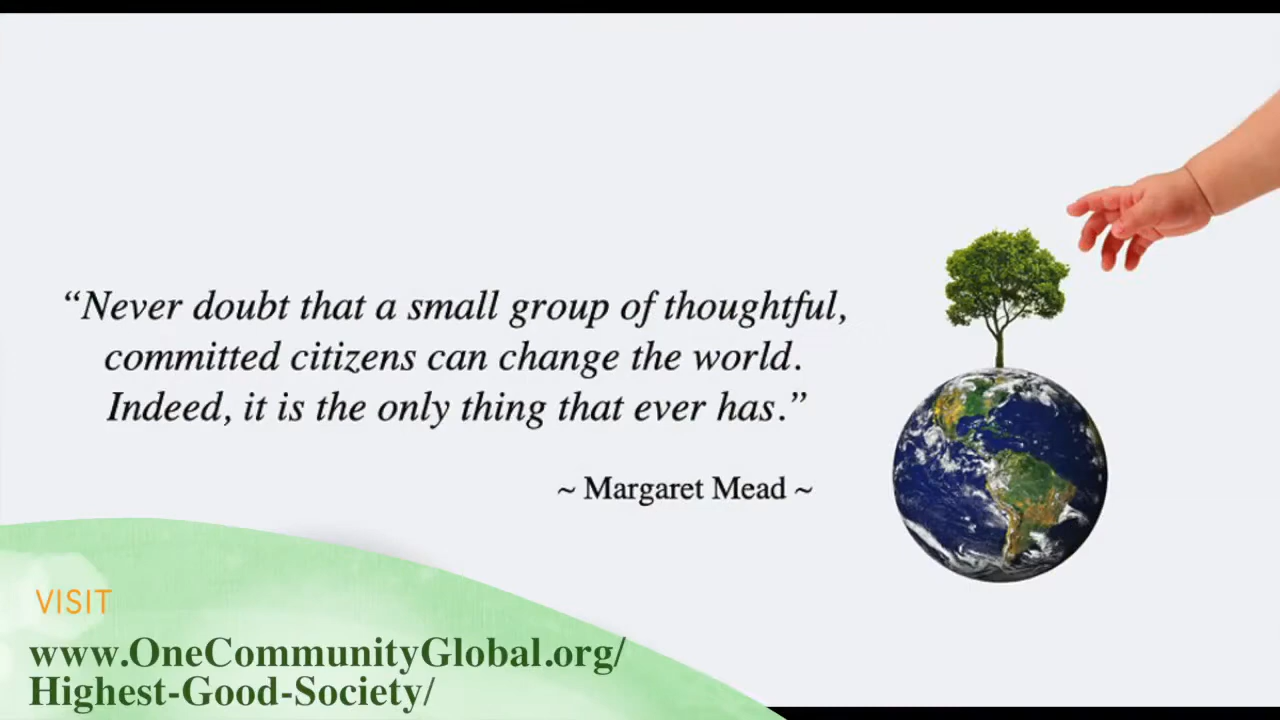 “Never doubt that a small group of thoughtful,
committed citizens can change the world.
Indeed, it is the only thing that ever has.”
~ Margaret Mead ~
VISIT
www.OneCommunityGlobal.org/
Highest-Good-Society/